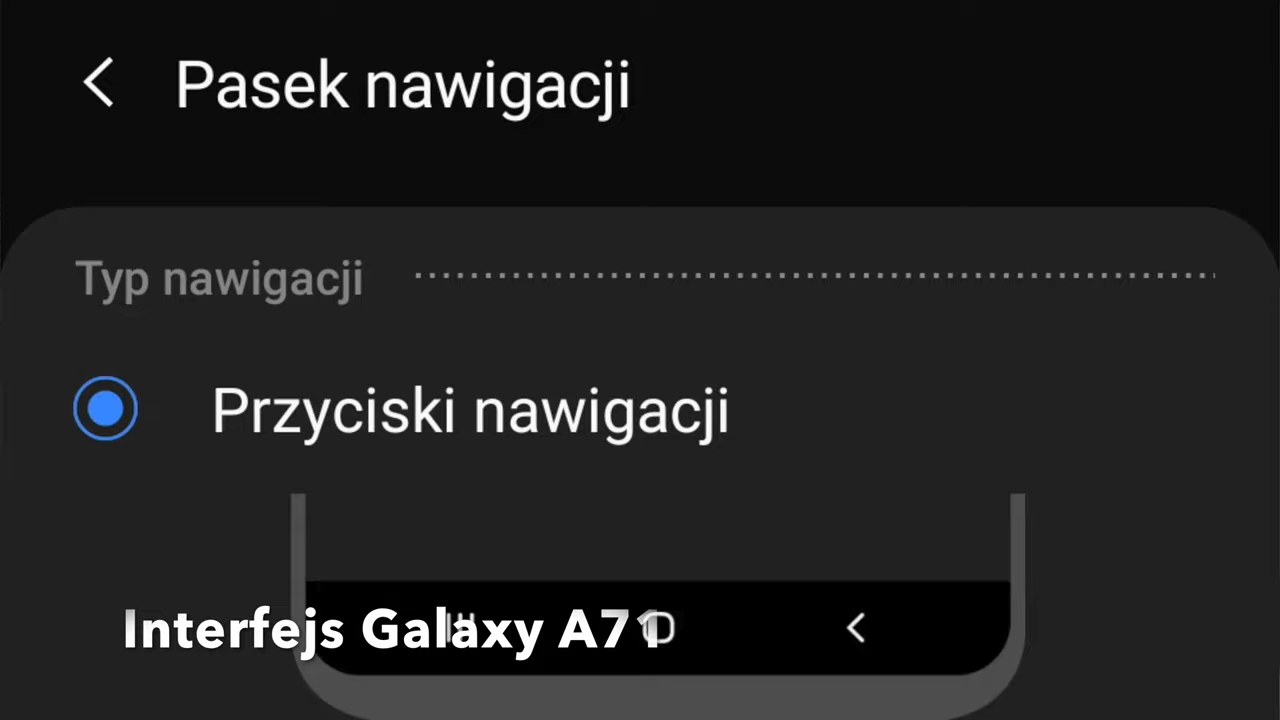 Pasek nawigacji
Typ nawigacji
Przyciski nawigacji
Interfejs Galaxy A71